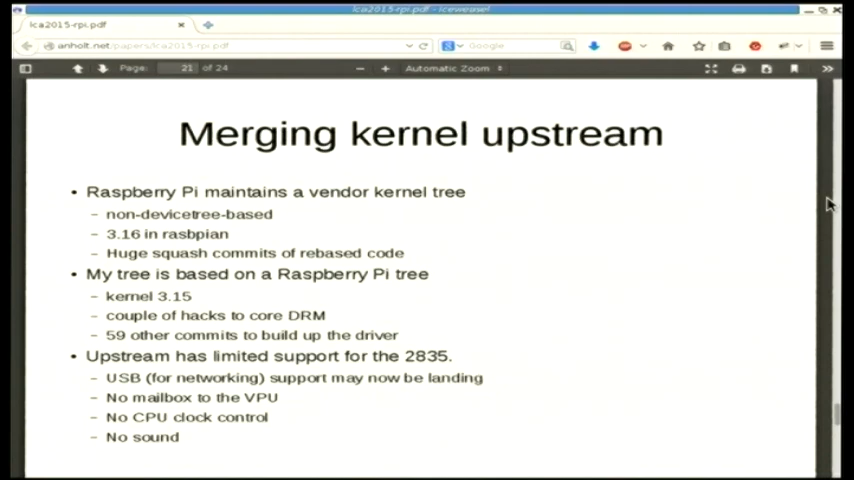 lca2015-rpi.pdf - Iceweasel
lca2015-rpi.pdf
anholt.net/papers/lca2015-rpi.pdf
Google
Page: 21 of 24
Automatic Zoom
Merging kernel upstream
• Raspberry Pi maintains a vendor kernel tree
– non-devicetree-based
– 3.16 in rasbpian
– Huge squash commits of rebased code
• My tree is based on a Raspberry Pi tree
– kernel 3.15
– couple of hacks to core DRM
– 59 other commits to build up the driver
• Upstream has limited support for the 2835.
– USB (for networking) support may now be landing
– No mailbox to the VPU
– No CPU clock control
– No sound